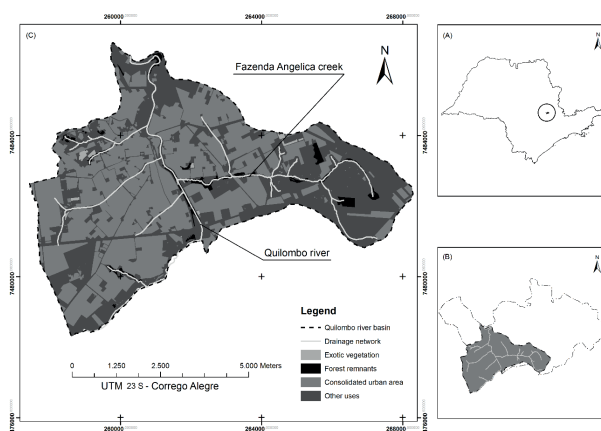 260000 264000 268000
(C)
N
Fazenda Angelica creek
7484000
7484000
Quilombo river
7480000
7480000
Legend
Quilombo river basin
Drainage network
Exotic vegetation
Forest remnants
Consolidated urban area
Other uses
0 1.250 2.500 5.000 Meters
UTM 23 S - Corrego Alegre
260000 264000 268000
(A)
N
(B)
N